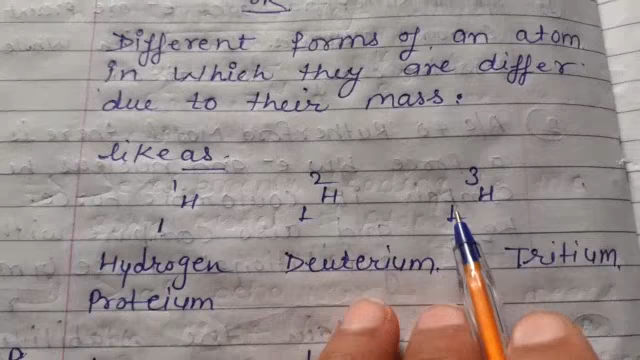 OR
Different forms of an atom
in which they are differ
due to their mass.
like as.
1 H 1
2 H 1
3 H 1
Hydrogen Deuterium. Tritium.
Proteium